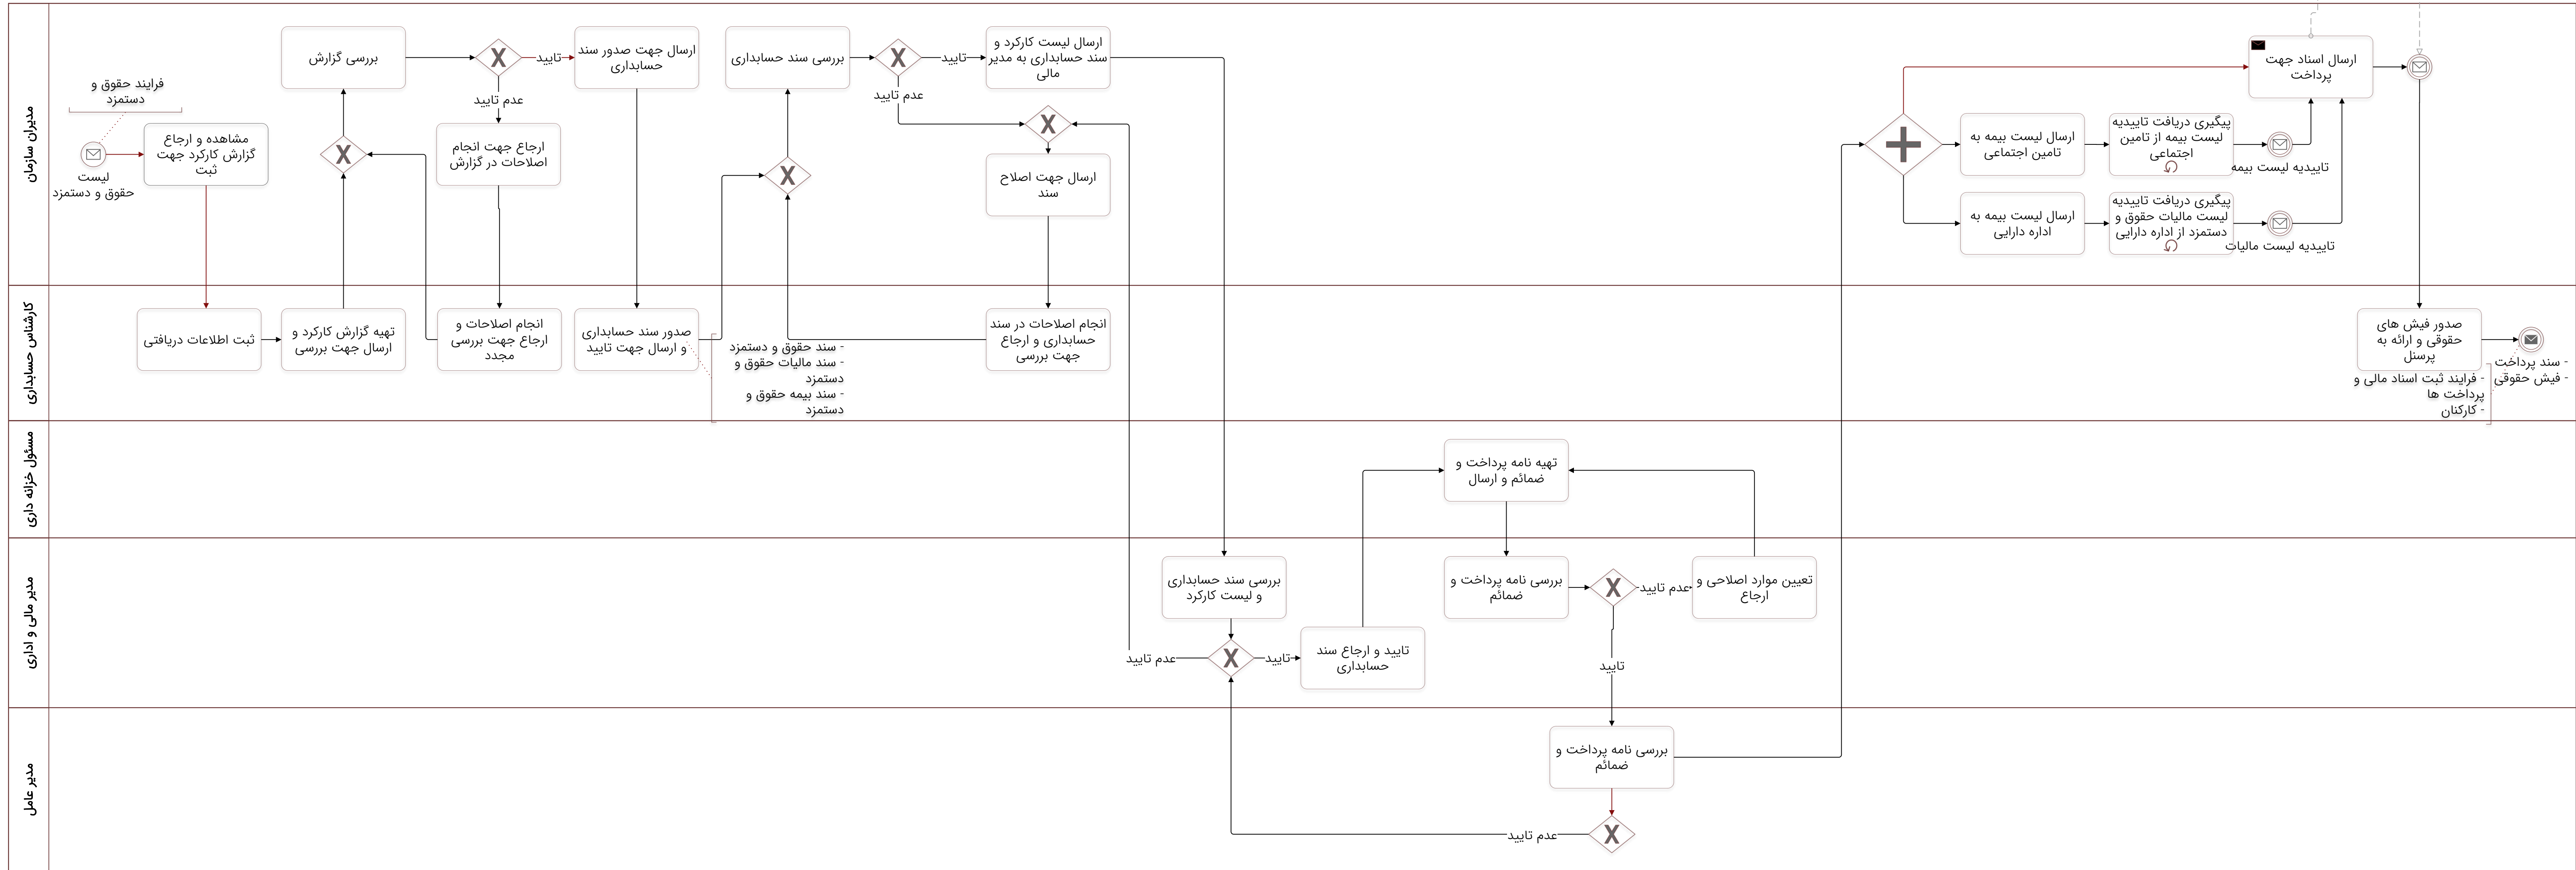 مدیران سازمان
فرایند حقوق و
دستمزد
لیست
حقوق و دستمزد
مشاهده و ارجاع
گزارش کارکرد جهت
ثبت
بررسی گزارش
تایید
عدم تایید
ارجاع جهت انجام
اصلاحات در گزارش
ارسال جهت صدور سند
حسابداری
بررسی سند حسابداری
تایید
عدم تایید
ارسال لیست کارکرد و
سند حسابداری به مدیر
مالی
ارسال جهت اصلاح
سند
ارسال لیست بیمه به
تامین اجتماعی
پیگیری دریافت تاییدیه
لیست بیمه از تامین
اجتماعی
تاییدیه لیست بیمه
ارسال لیست بیمه به
اداره دارایی
پیگیری دریافت تاییدیه
لیست مالیات حقوق و
دستمزد از اداره دارایی
تاییدیه لیست مالیات
ارسال اسناد جهت
پرداخت
کارشناس حسابداری
ثبت اطلاعات دریافتی
تهیه گزارش کارکرد و
ارسال جهت بررسی
انجام اصلاحات و
ارجاع جهت بررسی
مجدد
صدور سند حسابداری
و ارسال جهت تایید
- سند حقوق و دستمزد
- سند مالیات حقوق و
دستمزد
- سند بیمه حقوق و
دستمزد
انجام اصلاحات در سند
حسابداری و ارجاع
جهت بررسی
صدور فیش های
حقوقی و ارائه به
پرسنل
- سند پرداخت
- فیش حقوقی
- فرایند ثبت اسناد مالی و
پرداخت ها
- کارکنان
مسئول خزانه داری
تهیه نامه پرداخت و
ضمائم و ارسال
مدیر مالی و اداری
بررسی سند حسابداری
و لیست کارکرد
عدم تایید
تایید
تایید و ارجاع سند
حسابداری
بررسی نامه پرداخت و
ضمائم
عدم تایید
تعیین موارد اصلاحی و
ارجاع
تایید
مدیر عامل
بررسی نامه پرداخت و
ضمائم
عدم تایید